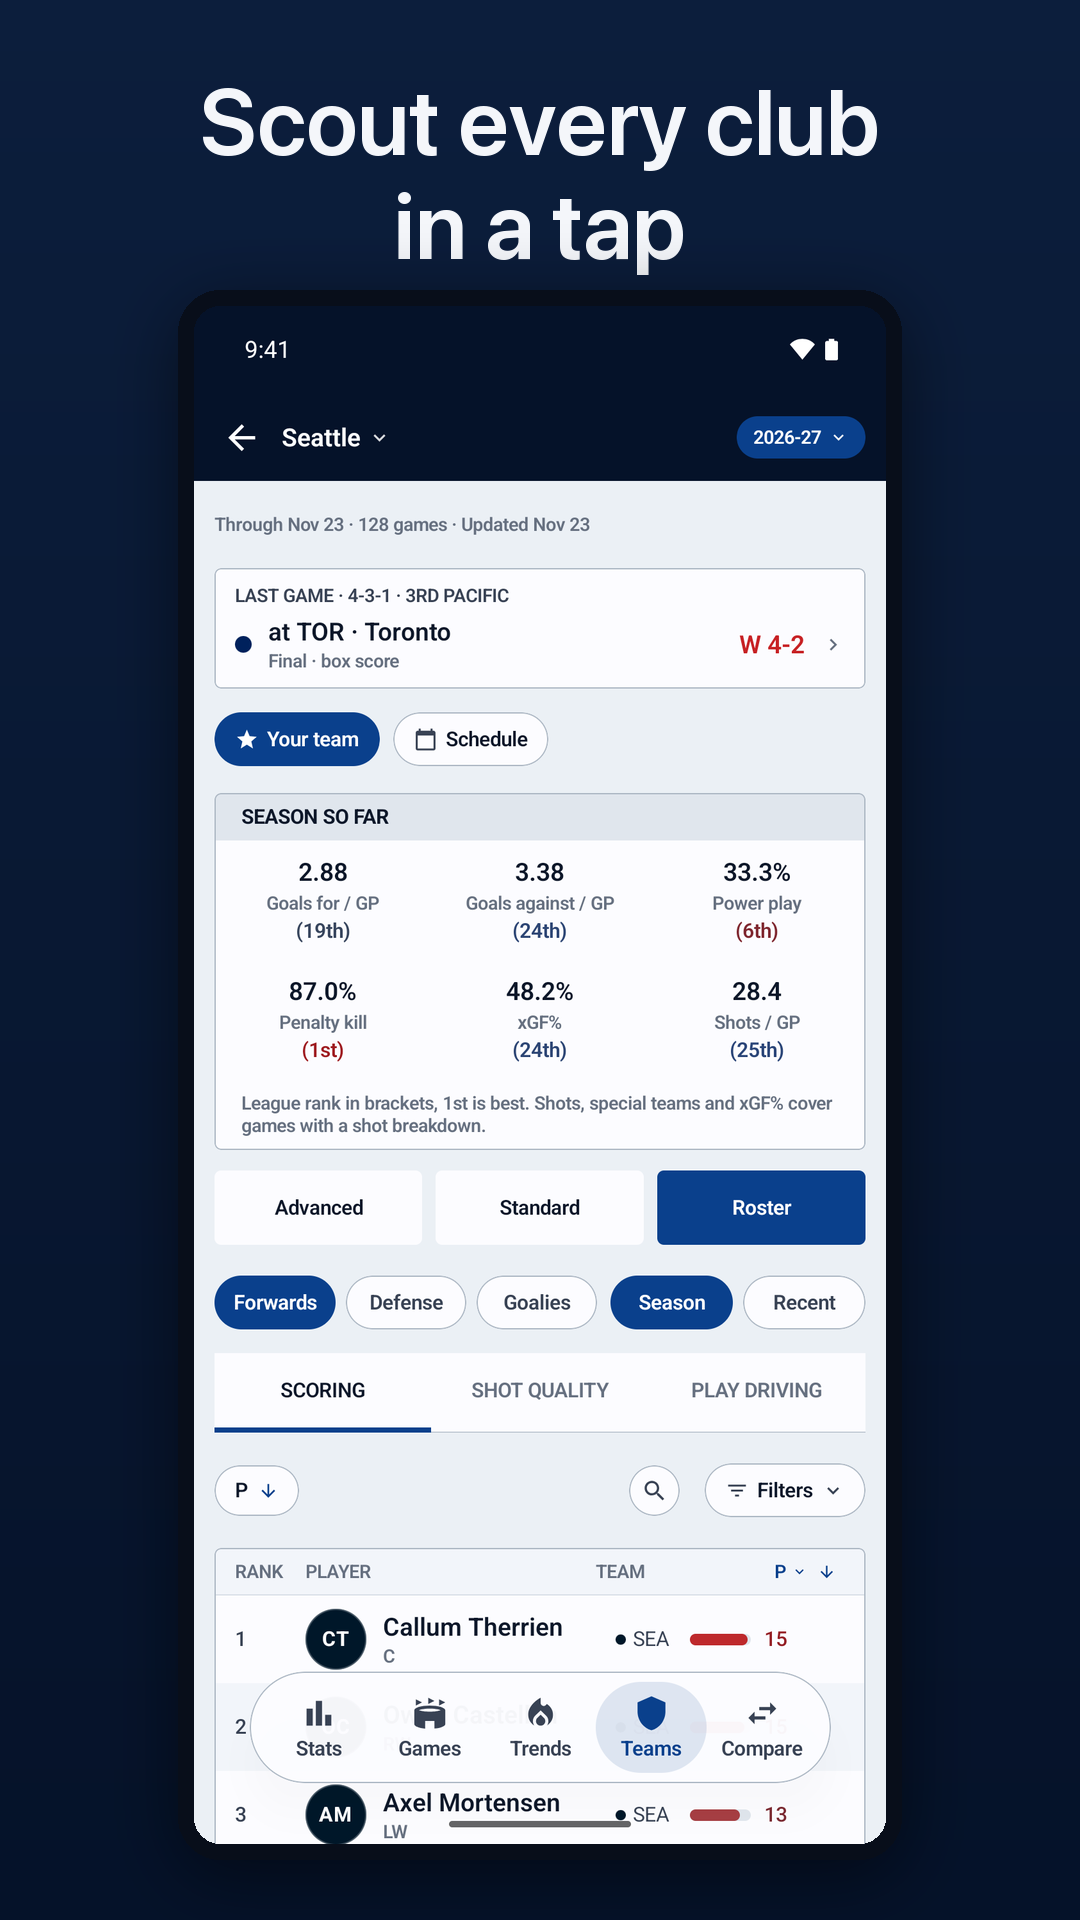 Scout every club
in a tap
9:41
Seattle
2026-27
Through Nov 23 · 128 games · Updated Nov 23
LAST GAME · 4-3-1 · 3RD PACIFIC
at TOR · Toronto
Final · box score
W 4-2
Your team
Schedule
SEASON SO FAR
2.88 3.38 33.3%
Goals for / GP Goals against / GP Power play
(19th) (24th) (6th)
87.0% 48.2% 28.4
Penalty kill xGF% Shots / GP
(1st) (24th) (25th)
League rank in brackets, 1st is best. Shots, special teams and xGF% cover
games with a shot breakdown.
Advanced Standard Roster
Forwards Defense Goalies Season Recent
SCORING SHOT QUALITY PLAY DRIVING
P
Filters
RANK PLAYER TEAM P
1 CT Callum Therrien SEA 15
C
2
Stats Games Trends Teams Compare
3 AM Axel Mortensen SEA 13
LW